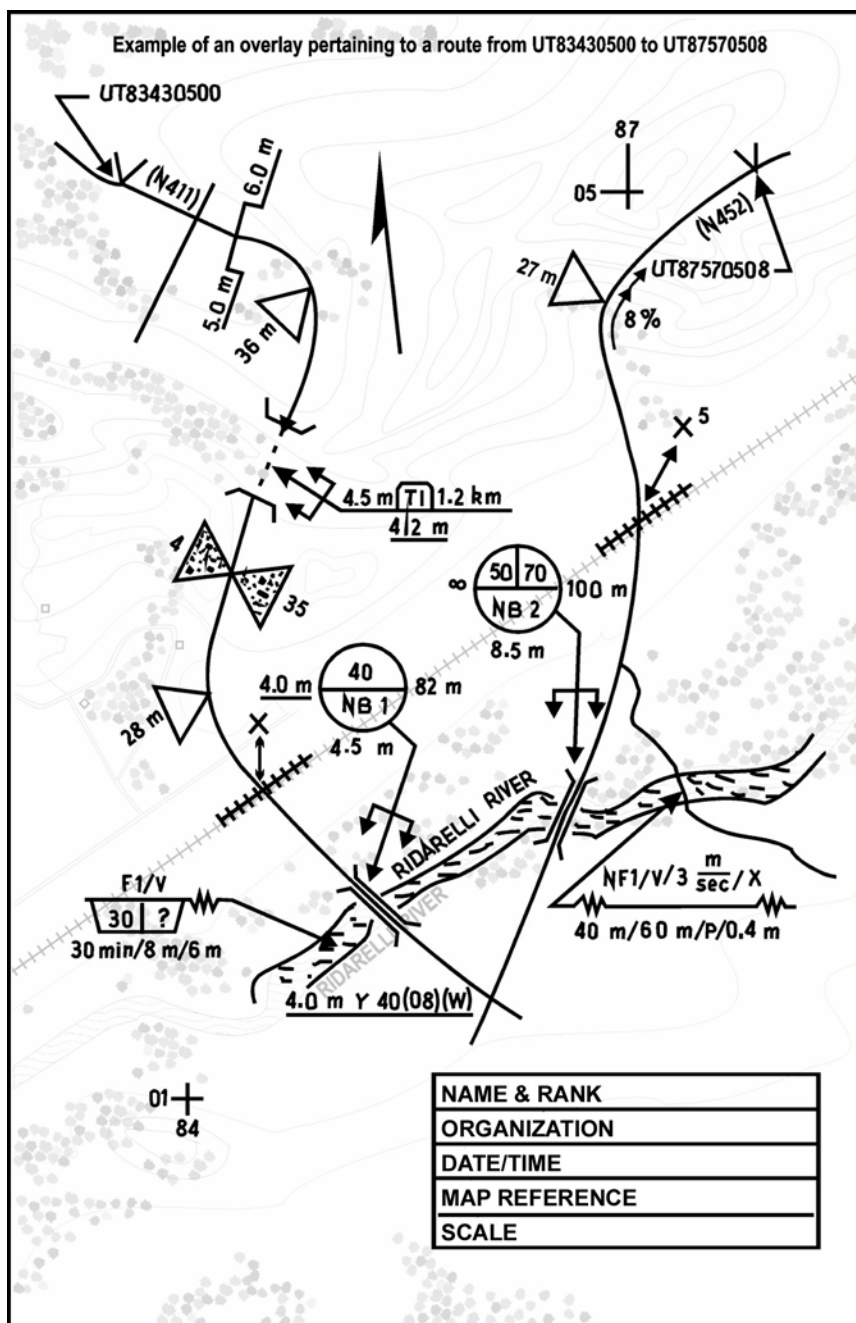 Example of an overlay pertaining to a route from UT83430500 to UT87570508
UT83430500
(N411)
6.0 m
5.0 m
36 m
87
05
(N452)
UT87570508
27 m
8%
X 5
4.5 m T1 1.2 km
4.2 m
4
35
50 70
∞ NB 2 100 m
8.5 m
40
4.0 m NB 1 82 m
4.5 m
28 m
X
RIDARELLI RIVER
RIDARELLI RIVER
F1/V
30 ?
30 min/8 m/6 m
NF1/V/3 m/sec/X
40 m/60 m/P/0.4 m
4.0 m Y 40(08)(W)
01
84
NAME & RANK
ORGANIZATION
DATE/TIME
MAP REFERENCE
SCALE